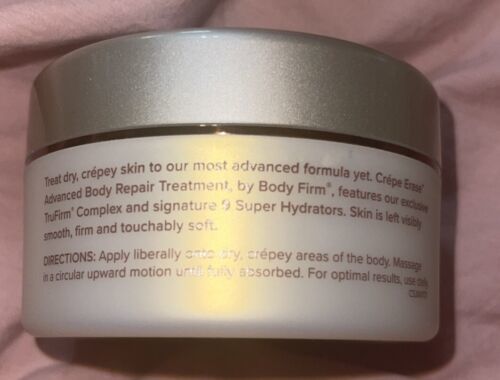 Treat dry, crépey skin to our most advanced formula yet. Crépe Erase®
Advanced Body Repair Treatment, by Body Firm®, features our exclusive
TruFirm® Complex and signature 9 Super Hydrators. Skin is left visibly
smooth, firm and touchably soft.
DIRECTIONS: Apply liberally onto dry, crépey areas of the body. Massage
in a circular upward motion until fully absorbed. For optimal results, use daily.